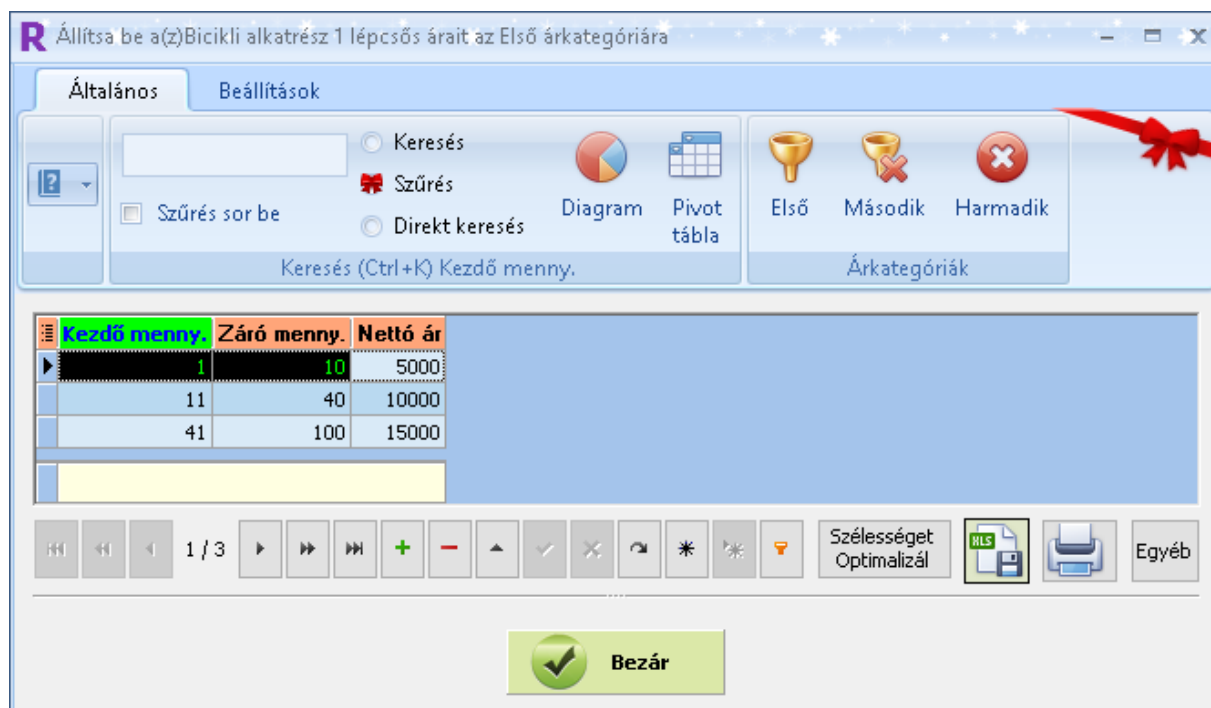 R Állítsa be a(z)Bicikli alkatrész 1 lépcsős árait az Első árkategóriára
Általános Beállítások
Keresés
Szűrés
Szűrés sor be
Direkt keresés
Diagram
Pivot tábla
Keresés (Ctrl+K) Kezdő menny.
Első Második Harmadik
Árkategóriák
Kezdő menny. Záró menny. Nettó ár
1 10 5000
11 40 10000
41 100 15000
1 / 3
Szélességet
Optimalizál
XLS
Egyéb
Bezár